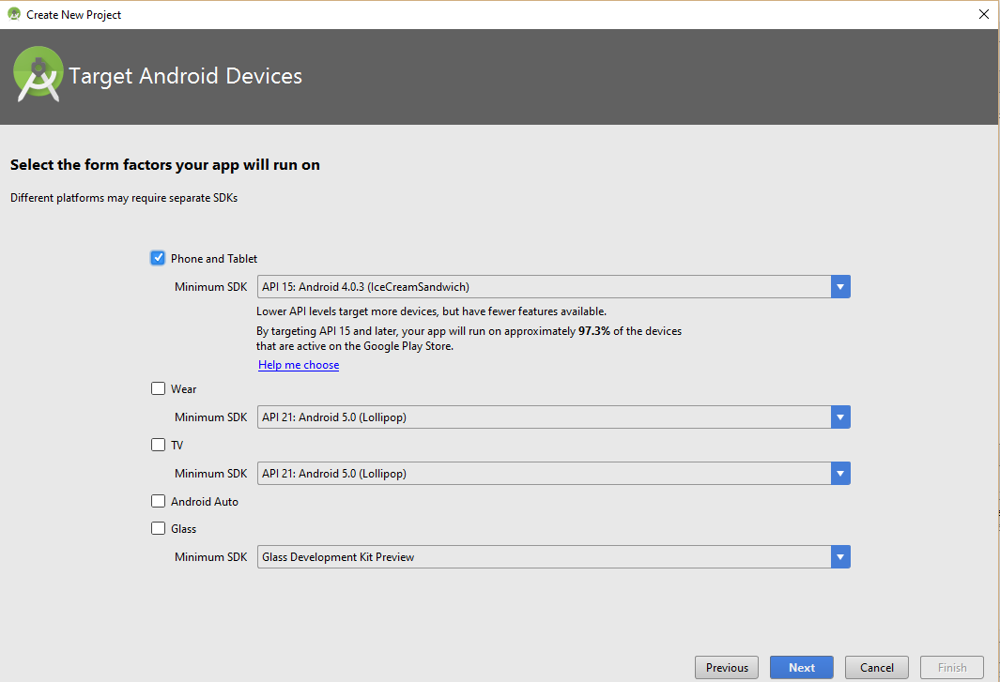 Create New Project
Target Android Devices
Select the form factors your app will run on
Different platforms may require separate SDKs
Phone and Tablet
Minimum SDK API 15: Android 4.0.3 (IceCreamSandwich)
Lower API levels target more devices, but have fewer features available.
By targeting API 15 and later, your app will run on approximately 97.3% of the devices
that are active on the Google Play Store.
Help me choose
Wear
Minimum SDK API 21: Android 5.0 (Lollipop)
TV
Minimum SDK API 21: Android 5.0 (Lollipop)
Android Auto
Glass
Minimum SDK Glass Development Kit Preview
Previous Next Cancel Finish